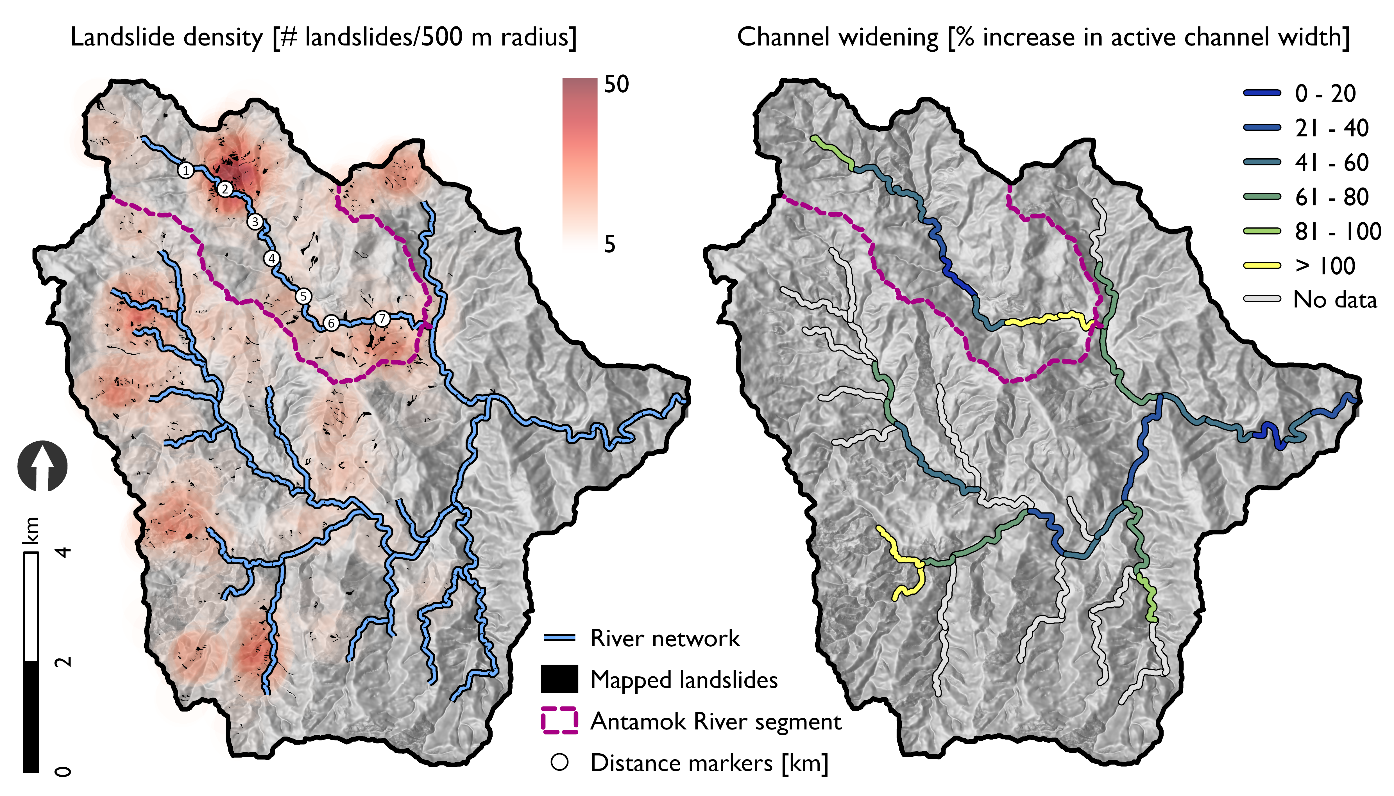 Landslide density [# landslides/500 m radius]
50
5
1
2
3
4
5
6
7
km
4
2
0
River network
Mapped landslides
Antamok River segment
Distance markers [km]
Channel widening [% increase in active channel width]
0 - 20
21 - 40
41 - 60
61 - 80
81 - 100
> 100
No data